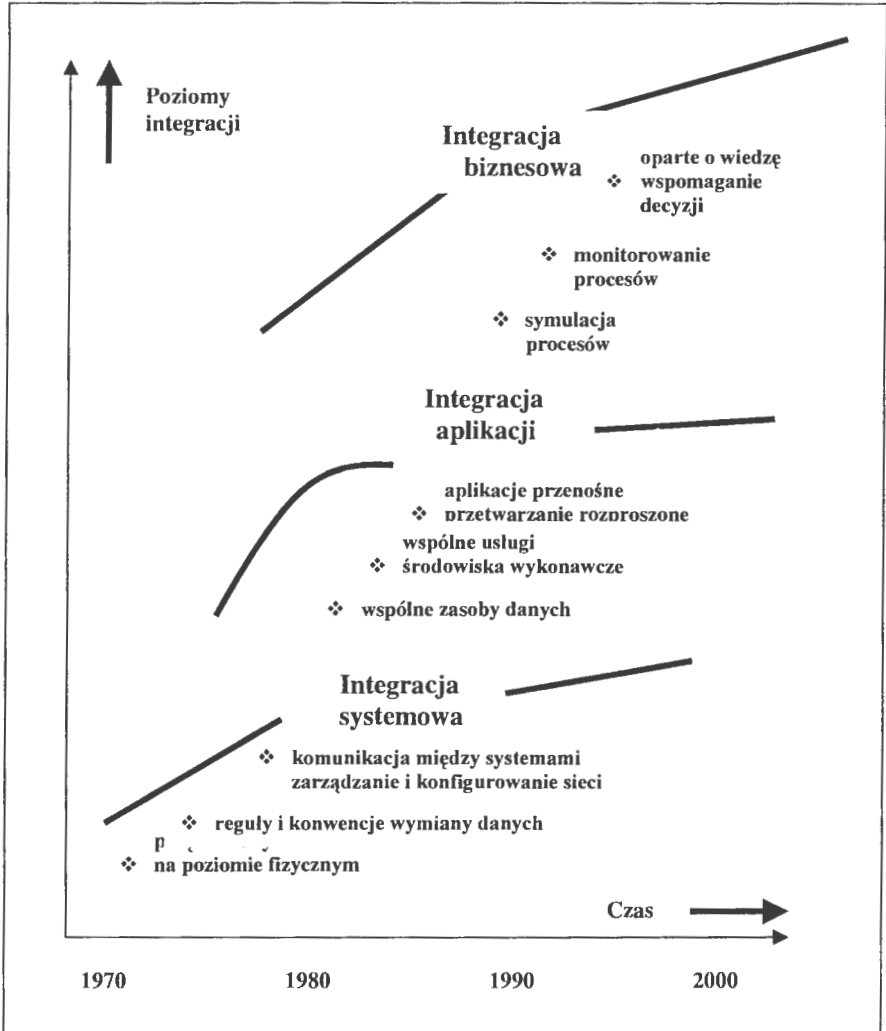 Poziomy
integracji
Integracja
biznesowa
oparte o wiedzę
wspomaganie
decyzji
monitorowanie
procesów
symulacja
procesów
Integracja
aplikacji
aplikacje przenośne
przetwarzanie rozproszone
wspólne usługi
środowiska wykonawcze
wspólne zasoby danych
Integracja
systemowa
komunikacja między systemami
zarządzanie i konfigurowanie sieci
reguły i konwencje wymiany danych
na poziomie fizycznym
Czas
1970 1980 1990 2000